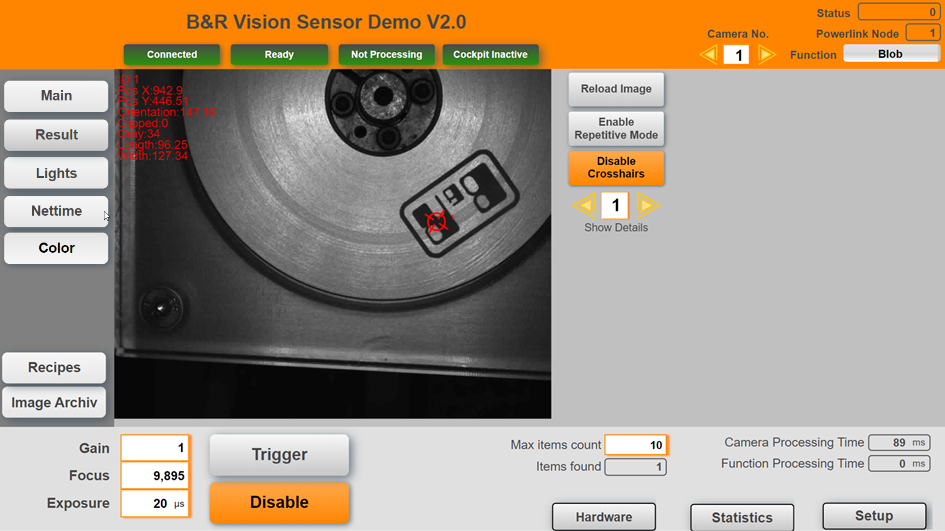 B&R Vision Sensor Demo V2.0
Status 0
Powerlink Node 1
Camera No.
1
Function Blob
Connected Ready Not Processing Cockpit Inactive
Main
Result
Lights
Nettime
Color
Recipes
Image Archiv
ID:1
Pos X:942.9
Pos Y:446.51
Orientation:147.16
Clipped:0
Gray:34
Length:96.25
Width:127.34
B&R
Reload Image
Enable
Repetitive Mode
Disable
Crosshairs
1
Show Details
Gain 1
Focus 9,895
Exposure 20 µs
Trigger
Disable
Max items count 10
Items found 1
Camera Processing Time 89 ms
Function Processing Time 0 ms
Hardware
Statistics
Setup